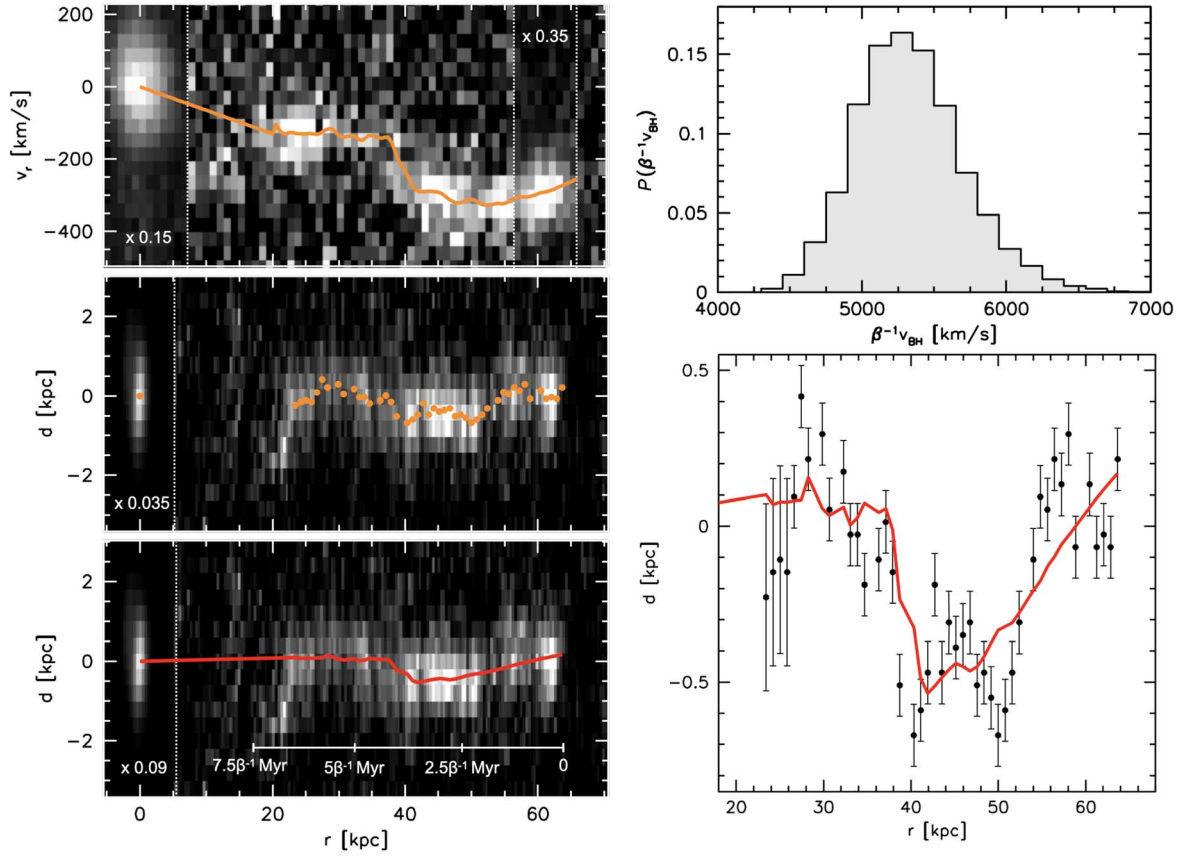 200
0
−200
−400
v_r [km/s]
x 0.15
x 0.35
2
0
−2
d [kpc]
x 0.035
2
0
−2
d [kpc]
x 0.09
7.5β⁻¹ Myr
5β⁻¹ Myr
2.5β⁻¹ Myr
0
0
20
40
60
r [kpc]
0.15
0.10
0.05
0
P(β⁻¹v_BH)
4000
5000
6000
7000
β⁻¹v_BH [km/s]
0.5
0
−0.5
d [kpc]
20
30
40
50
60
r [kpc]